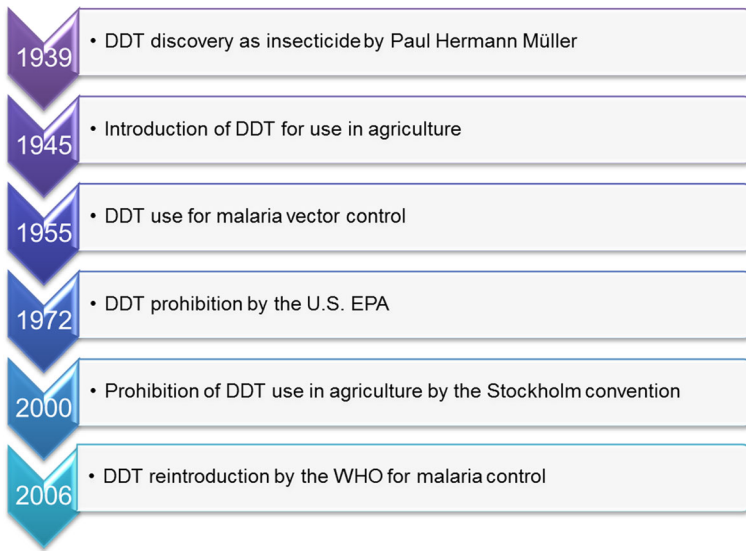 1939
• DDT discovery as insecticide by Paul Hermann Müller
1945
• Introduction of DDT for use in agriculture
1955
• DDT use for malaria vector control
1972
• DDT prohibition by the U.S. EPA
2000
• Prohibition of DDT use in agriculture by the Stockholm convention
2006
• DDT reintroduction by the WHO for malaria control